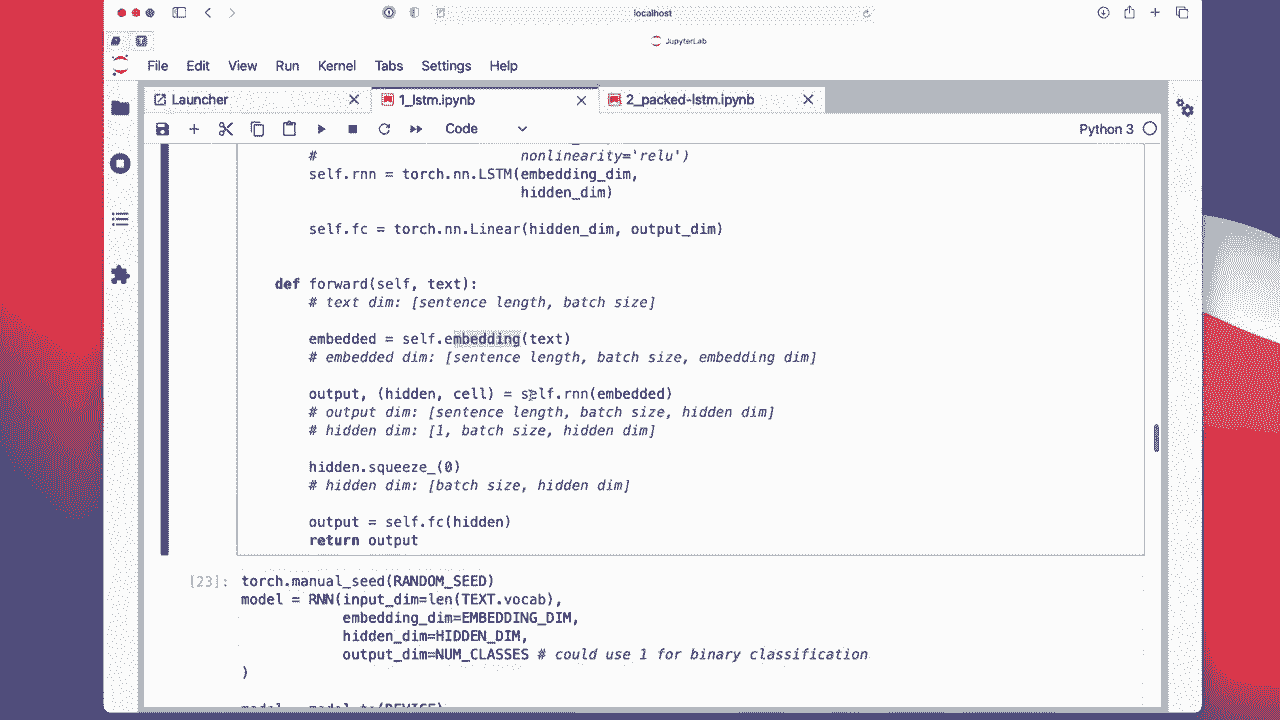 localhost
JupyterLab
File Edit View Run Kernel Tabs Settings Help
Launcher 1_lstm.ipynb 2_packed-lstm.ipynb
Code Python 3
# nonlinearity='relu')
self.rnn = torch.nn.LSTM(embedding_dim,
hidden_dim)
self.fc = torch.nn.Linear(hidden_dim, output_dim)
def forward(self, text):
# text dim: [sentence length, batch size]
embedded = self.embedding(text)
# embedded dim: [sentence length, batch size, embedding dim]
output, (hidden, cell) = self.rnn(embedded)
# output dim: [sentence length, batch size, hidden dim]
# hidden dim: [1, batch size, hidden dim]
hidden.squeeze_(0)
# hidden dim: [batch size, hidden dim]
output = self.fc(hidden)
return output
[23]: torch.manual_seed(RANDOM_SEED)
model = RNN(input_dim=len(TEXT.vocab),
embedding_dim=EMBEDDING_DIM,
hidden_dim=HIDDEN_DIM,
output_dim=NUM_CLASSES # could use 1 for binary classification
)